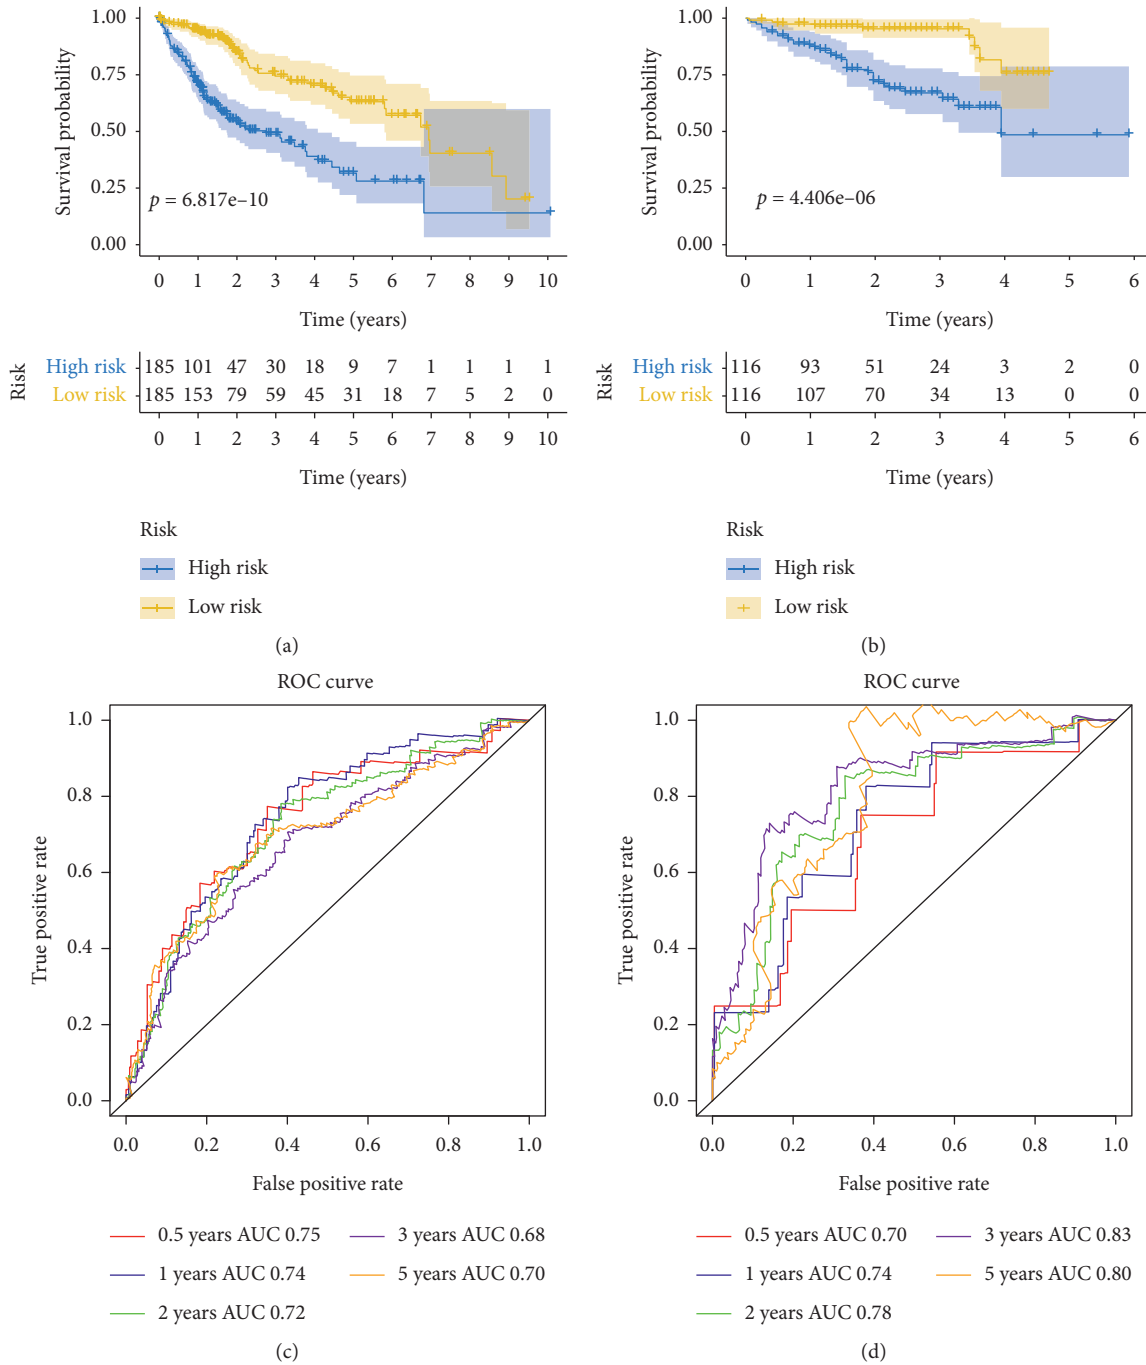 1.00
0.75
0.50
0.25
0.00
Survival probability
p = 6.817e–10
0 1 2 3 4 5 6 7 8 9 10
Time (years)
Risk
High risk 185 101 47 30 18 9 7 1 1 1 1
Low risk 185 153 79 59 45 31 18 7 5 2 0
0 1 2 3 4 5 6 7 8 9 10
Time (years)
Risk
High risk
Low risk
(a)
1.00
0.75
0.50
0.25
0.00
Survival probability
p = 4.406e–06
0 1 2 3 4 5 6
Time (years)
Risk
High risk 116 93 51 24 3 2 0
Low risk 116 107 70 34 13 0 0
0 1 2 3 4 5 6
Time (years)
Risk
High risk
Low risk
(b)
ROC curve
1.0
0.8
0.6
0.4
0.2
0.0
True positive rate
0.0 0.2 0.4 0.6 0.8 1.0
False positive rate
0.5 years AUC 0.75
1 years AUC 0.74
2 years AUC 0.72
3 years AUC 0.68
5 years AUC 0.70
(c)
ROC curve
1.0
0.8
0.6
0.4
0.2
0.0
True positive rate
0.0 0.2 0.4 0.6 0.8 1.0
False positive rate
0.5 years AUC 0.70
1 years AUC 0.74
2 years AUC 0.78
3 years AUC 0.83
5 years AUC 0.80
(d)